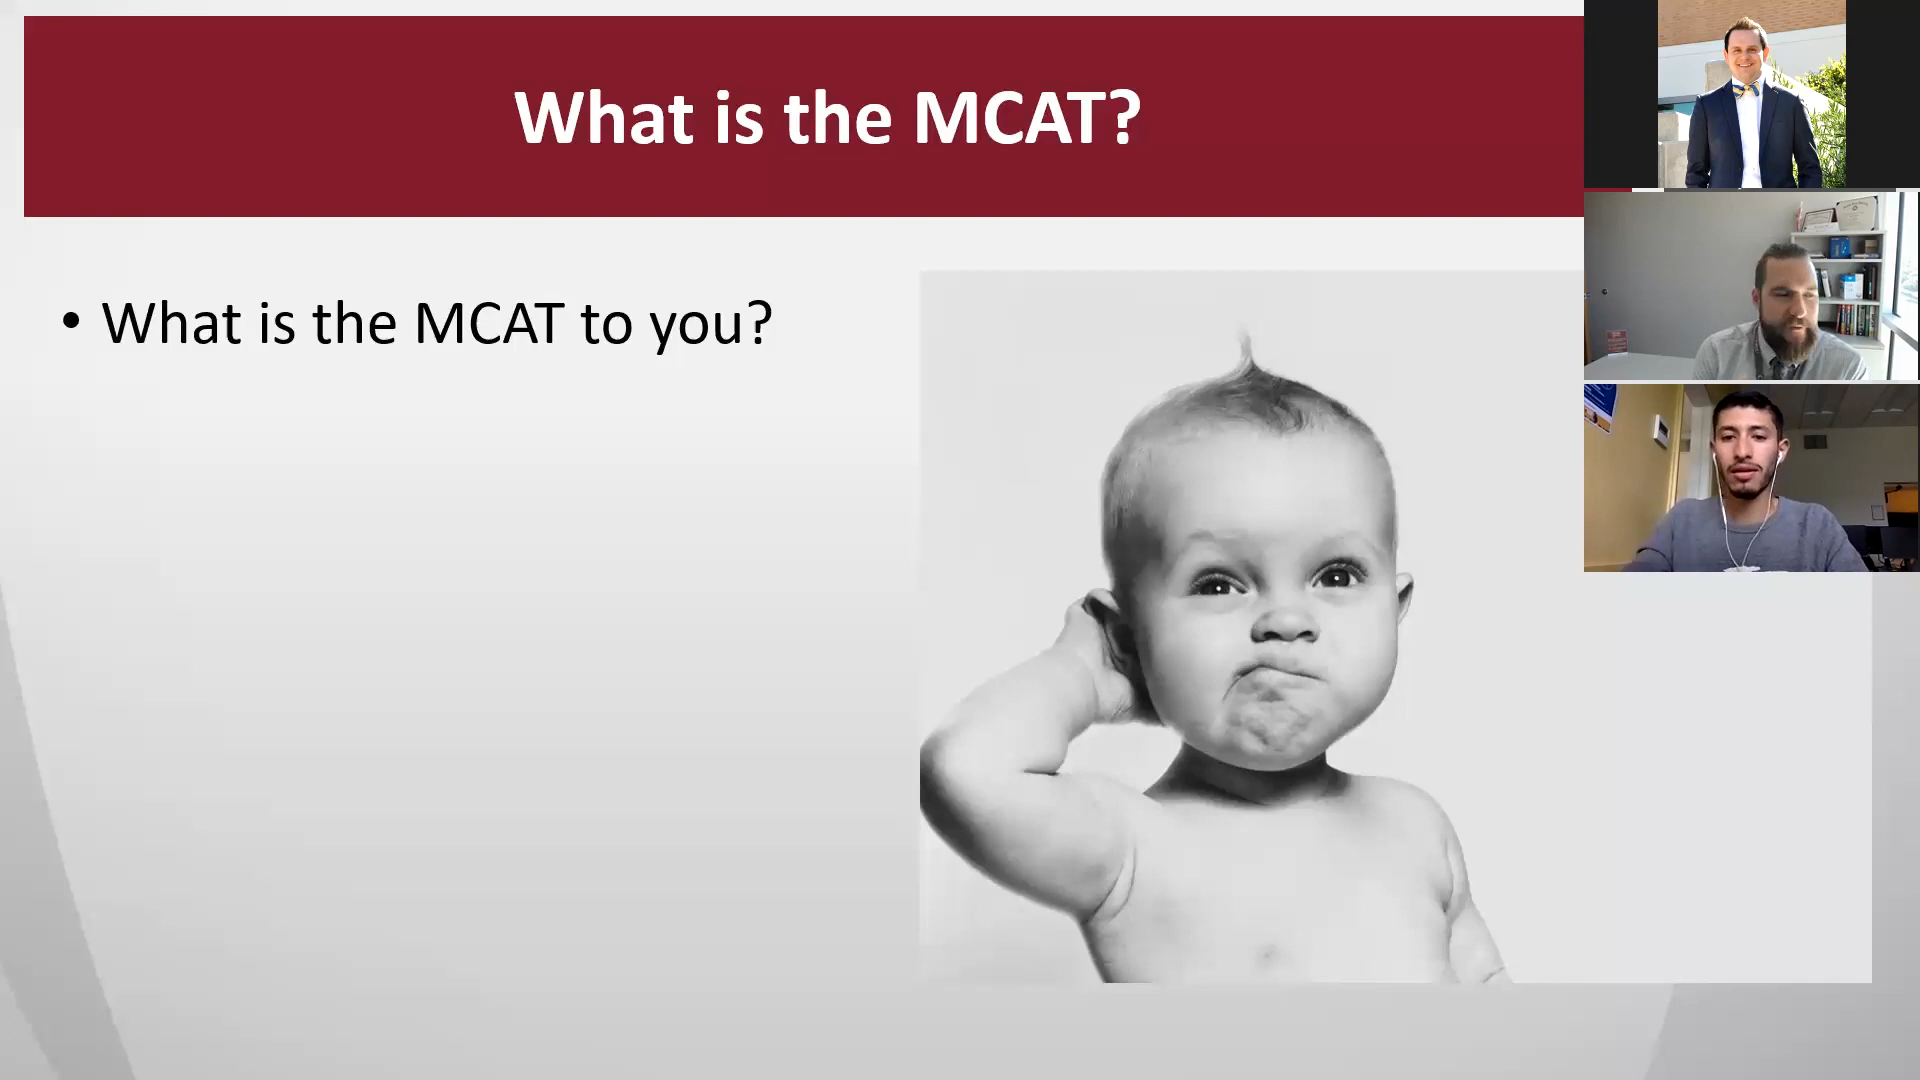 What is the MCAT?
• What is the MCAT to you?